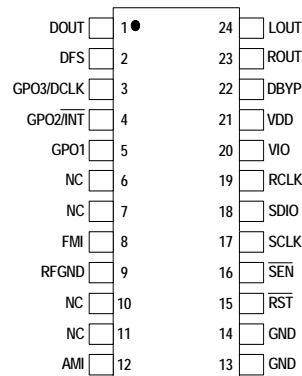 DOUT 1 24 LOUT
DFS 2 23 ROUT
GPO3/DCLK 3 22 DBYP
GPO2/INT 4 21 VDD
GPO1 5 20 VIO
NC 6 19 RCLK
NC 7 18 SDIO
FMI 8 17 SCLK
RFGND 9 16 SEN
NC 10 15 RST
NC 11 14 GND
AMI 12 13 GND